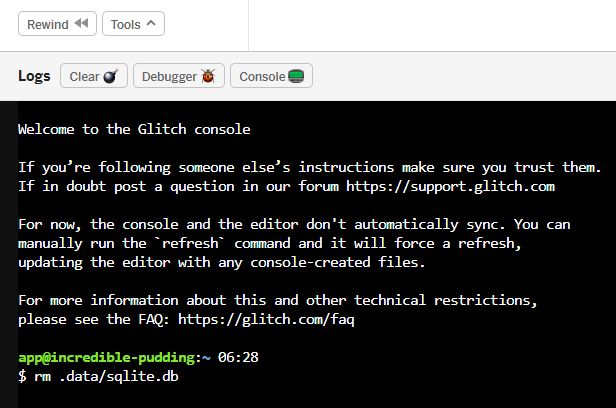 Rewind
Tools
Logs
Clear
Debugger
Console
Welcome to the Glitch console
If you’re following someone else’s instructions make sure you trust them.
If in doubt post a question in our forum https://support.glitch.com
For now, the console and the editor don't automatically sync. You can
manually run the `refresh` command and it will force a refresh,
updating the editor with any console-created files.
For more information about this and other technical restrictions,
please see the FAQ: https://glitch.com/faq
app@incredible-pudding:~ 06:28
$ rm .data/sqlite.db